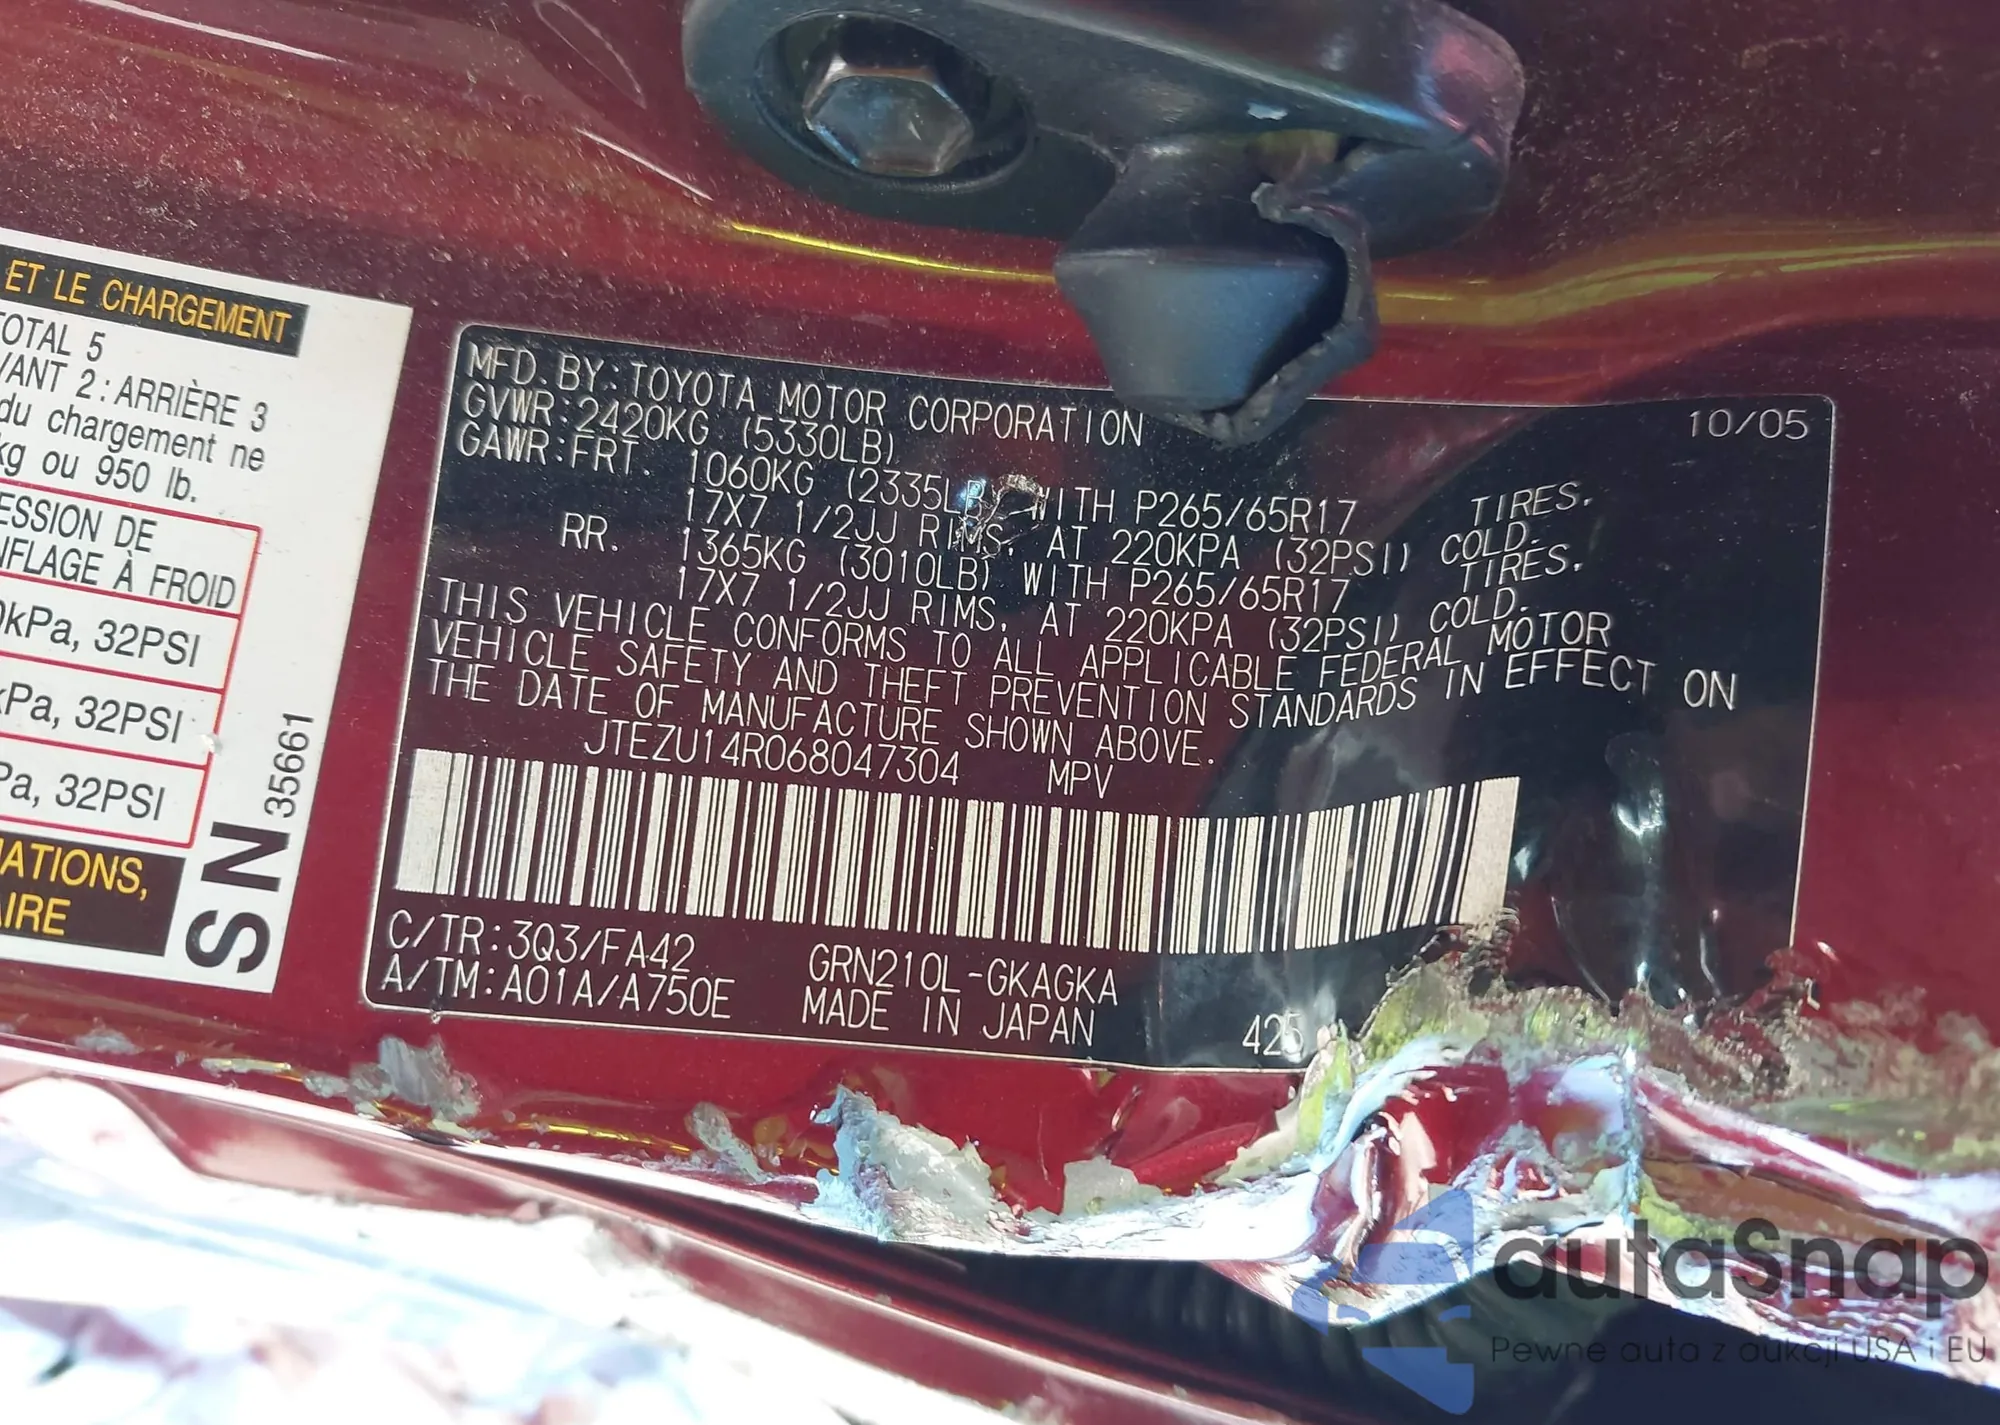 ET LE CHARGEMENT
TOTAL 5
VANT 2 : ARRIÈRE 3
du chargement ne
kg ou 950 lb.
ESSION DE
NFLAGE À FROID
kPa, 32PSI
kPa, 32PSI
Pa, 32PSI
ATIONS,
AIRE
SN 35661
MFD. BY: TOYOTA MOTOR CORPORATION 10/05
GVWR: 2420KG (5330LB)
GAWR: FRT. 1060KG (2335LB) WITH P265/65R17 TIRES,
17X7 1/2JJ RIMS, AT 220KPA (32PSI) COLD.
RR. 1365KG (3010LB) WITH P265/65R17 TIRES,
17X7 1/2JJ RIMS, AT 220KPA (32PSI) COLD.
THIS VEHICLE CONFORMS TO ALL APPLICABLE FEDERAL MOTOR
VEHICLE SAFETY AND THEFT PREVENTION STANDARDS IN EFFECT ON
THE DATE OF MANUFACTURE SHOWN ABOVE.
JTEZU14R068047304 MPV
C/TR: 3Q3/FA42 GRN210L-GKAGKA
A/TM: A01A/A750E MADE IN JAPAN 425
autaSnap
Pewne auta z aukcji USA i EU